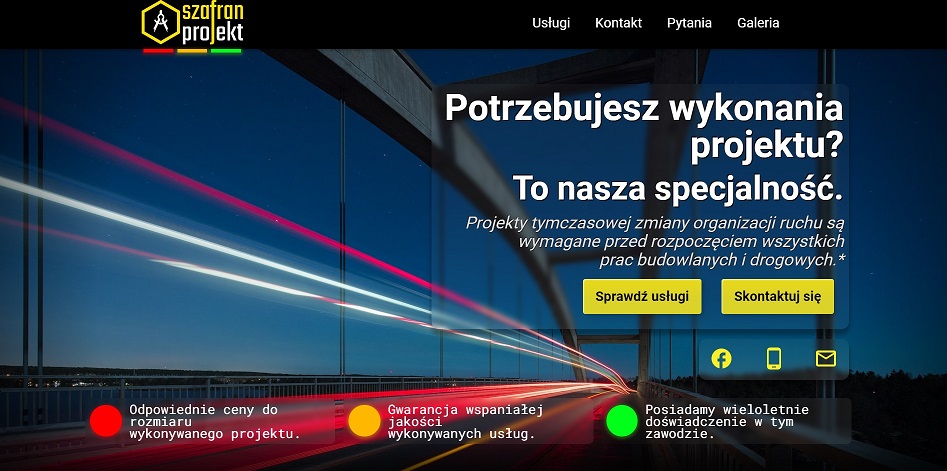 szafran
projekt
Usługi Kontakt Pytania Galeria
Potrzebujesz wykonania
projektu?
To nasza specjalność.
Projekty tymczasowej zmiany organizacji ruchu są
wymagane przed rozpoczęciem wszystkich
prac budowlanych i drogowych.*
Sprawdź usługi Skontaktuj się
Odpowiednie ceny do
rozmiaru
wykonywanego projektu.
Gwarancja wspaniałej
jakości
wykonywanych usług.
Posiadamy wieloletnie
doświadczenie w tym
zawodzie.